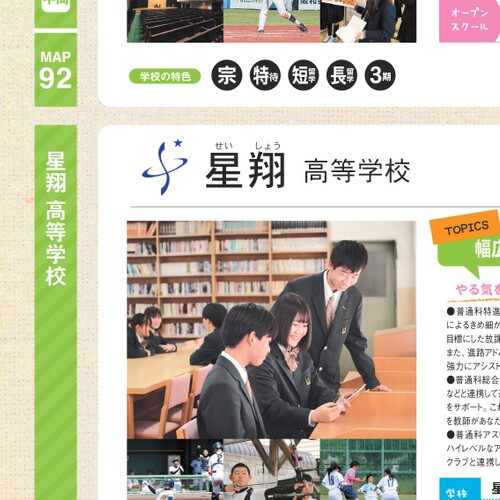 中高
MAP
92
学校の特色
宗
特待
短留学
長留学
3期
オープン
スクール
星翔 高等学校
せい しょう
星翔 高等学校
TOPICS
幅広
やる気を
●普通科特進
によるきめ細か
目標にした放課
また、進路アド
強力にアシスト
●普通科総合
などと連携して
をサポート。これ
を教師があなた
●普通科アス
ハイレベルなア
クラブと連携し
学校